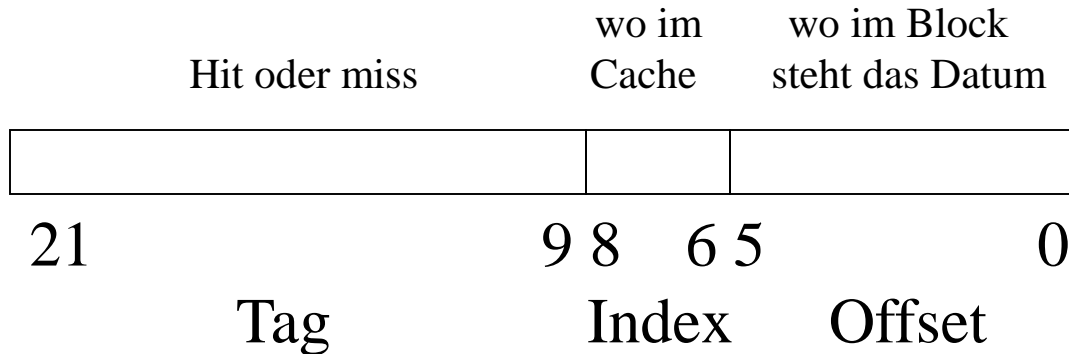 wo im wo im Block
Hit oder miss Cache steht das Datum
21 9 8 6 5 0
Tag Index Offset